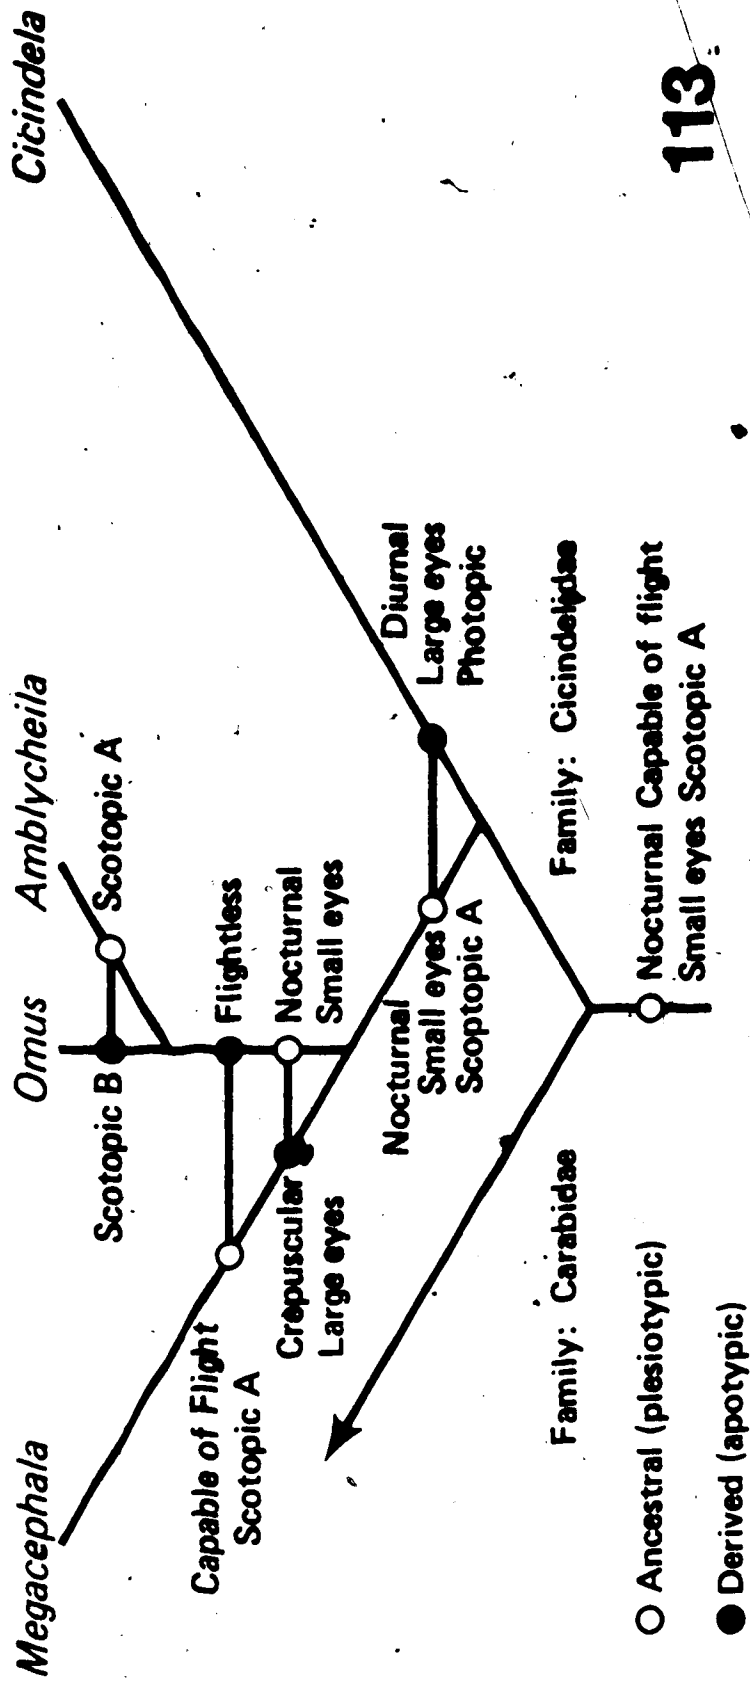 Megacephala
Omus
Amblycheila
Cicindela
Scotopic B
Scotopic A
Capable of Flight
Scotopic A
Flightless
Crepuscular
Large eyes
Nocturnal
Small eyes
Nocturnal
Small eyes
Scoptopic A
Diurnal
Large eyes
Photopic
Family: Carabidae
Family: Cicindelidae
Nocturnal Capable of flight
Small eyes Scotopic A
Ancestral (plesiotypic)
Derived (apotypic)
113